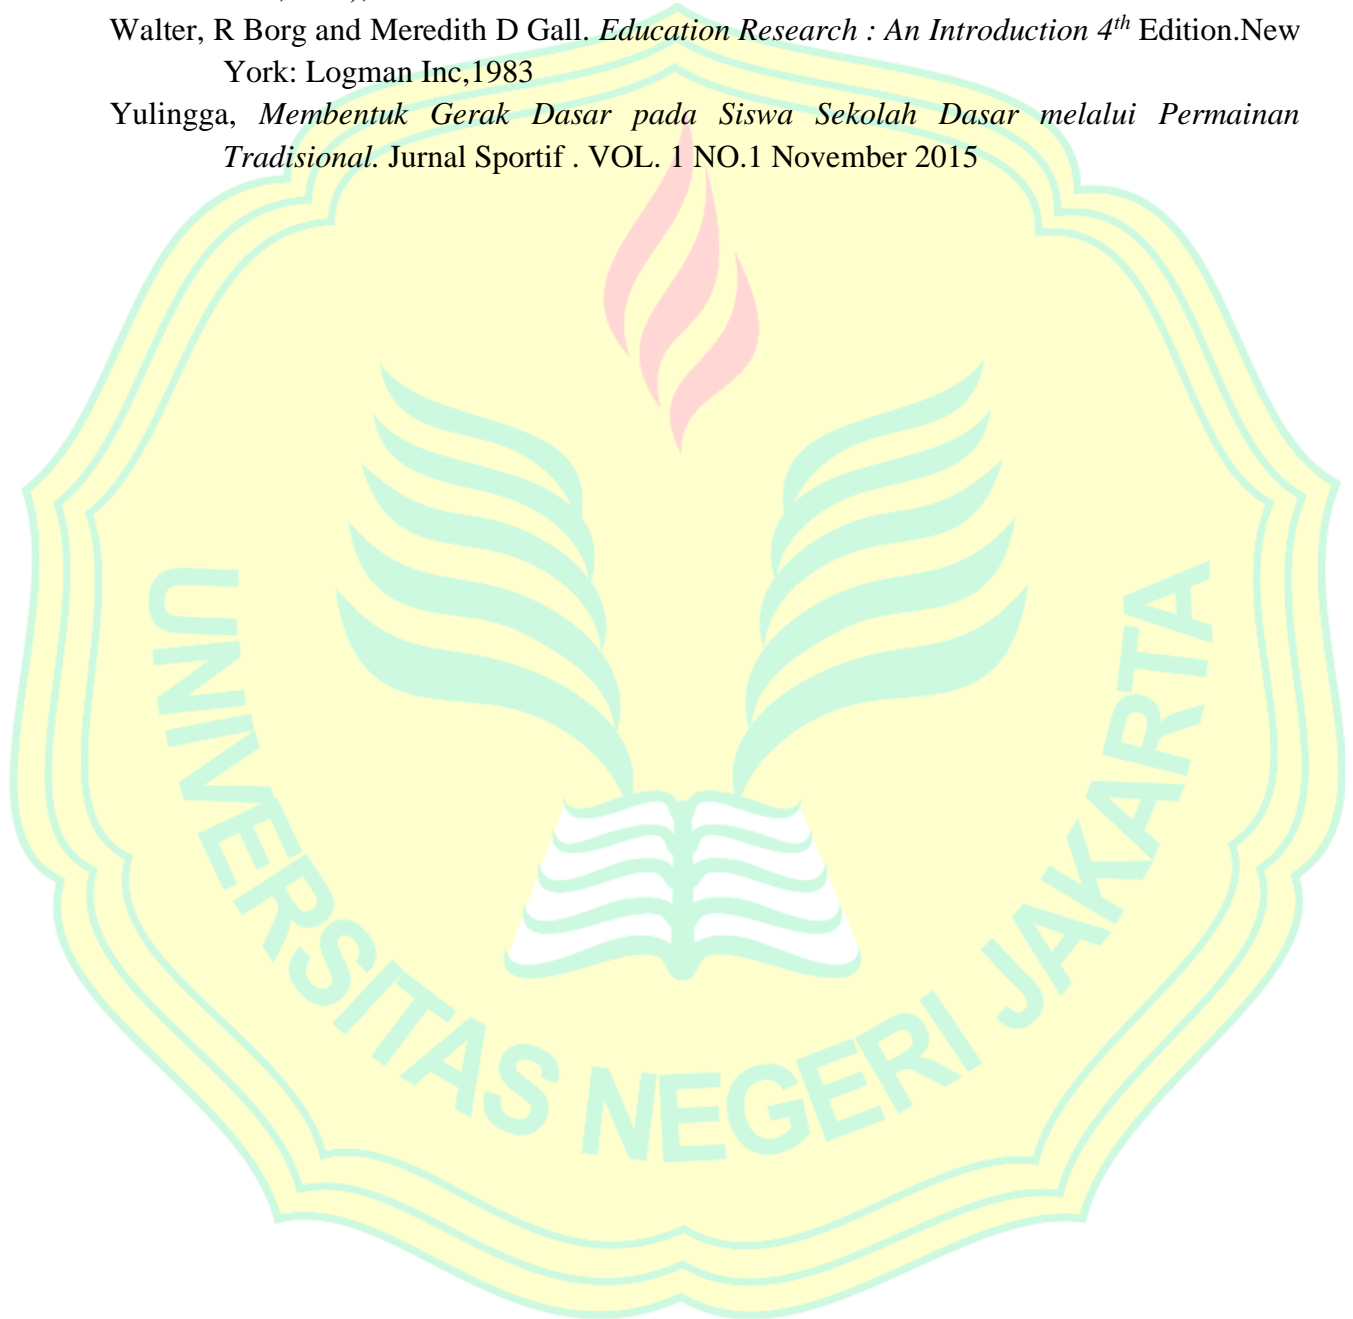 Walter, R Borg and Meredith D Gall. Education Research : An Introduction 4th Edition.New
York: Logman Inc,1983
Yulingga, Membentuk Gerak Dasar pada Siswa Sekolah Dasar melalui Permainan
Tradisional. Jurnal Sportif . VOL. 1 NO.1 November 2015
UNIVERSITAS NEGERI JAKARTA